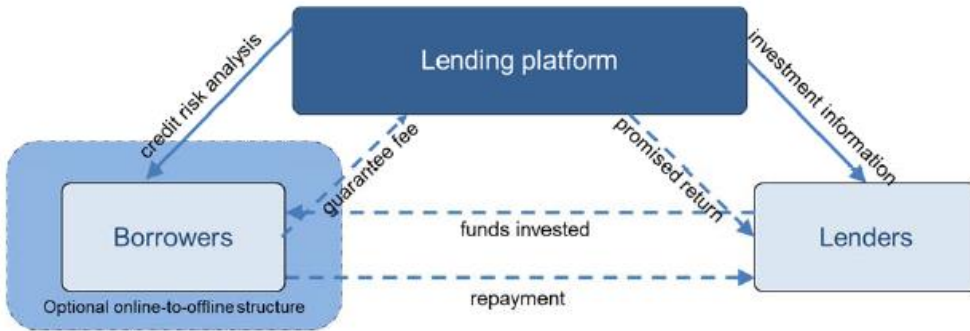 Lending platform
credit risk analysis
investment information
guarantee fee
promised return
Borrowers
funds invested
Lenders
repayment
Optional online-to-offline structure